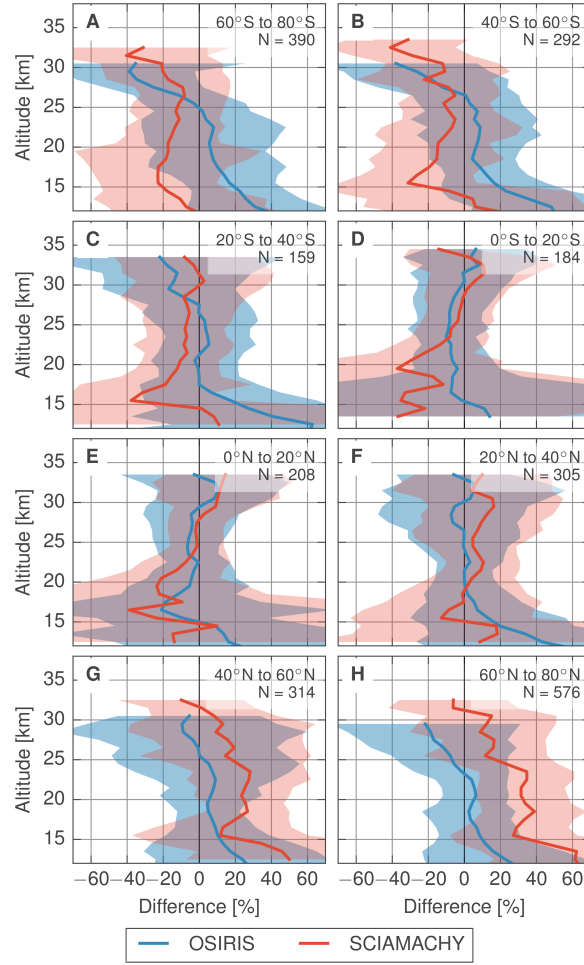 A
60°S to 80°S
N = 390
B
40°S to 60°S
N = 292
Altitude [km]
35
30
25
20
15
C
20°S to 40°S
N = 159
D
0°S to 20°S
N = 184
Altitude [km]
35
30
25
20
15
E
0°N to 20°N
N = 208
F
20°N to 40°N
N = 305
Altitude [km]
35
30
25
20
15
G
40°N to 60°N
N = 314
H
60°N to 80°N
N = 576
Altitude [km]
35
30
25
20
15
−60 −40 −20 0 20 40 60
−60 −40 −20 0 20 40 60
Difference [%]
Difference [%]
OSIRIS
SCIAMACHY